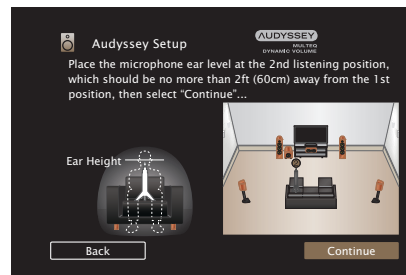 Audyssey Setup
AUDYSSEY
MULTEQ
DYNAMIC VOLUME
Place the microphone ear level at the 2nd listening position,
which should be no more than 2ft (60cm) away from the 1st
position, then select “Continue”...
Ear Height
Back
Continue